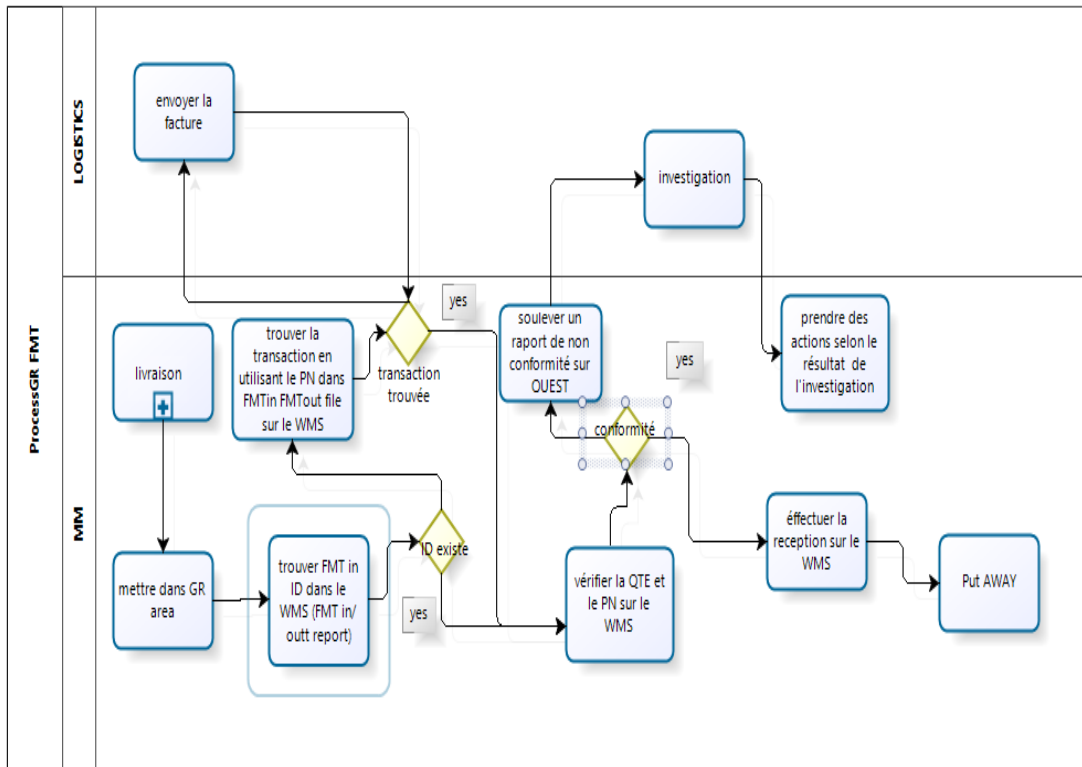 ProcessGR FMT
LOGISTICS
envoyer la
facture
investigation
MM
livraison
trouver la
transaction en
utilisant le PN dans
FMTin FMTout file
sur le WMS
transaction
trouvée
yes
soulever un
raport de non
conformité sur
OUEST
yes
conformité
prendre des
actions selon le
résultat de
l'investigation
mettre dans GR
area
trouver FMT in
ID dans le
WMS (FMT in/
outt report)
ID existe
yes
vérifier la QTE et
le PN sur le
WMS
éffectuer la
reception sur le
WMS
Put AWAY